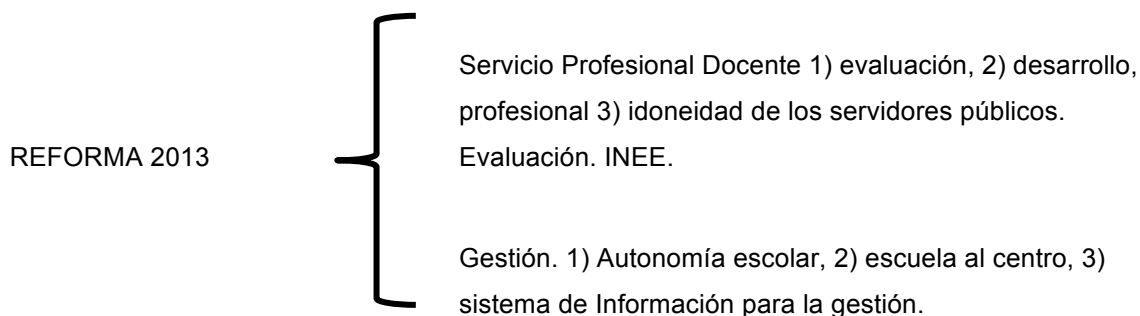 Servicio Profesional Docente 1) evaluación, 2) desarrollo,
profesional 3) idoneidad de los servidores públicos.
REFORMA 2013
Evaluación. INEE.
Gestión. 1) Autonomía escolar, 2) escuela al centro, 3)
sistema de Información para la gestión.